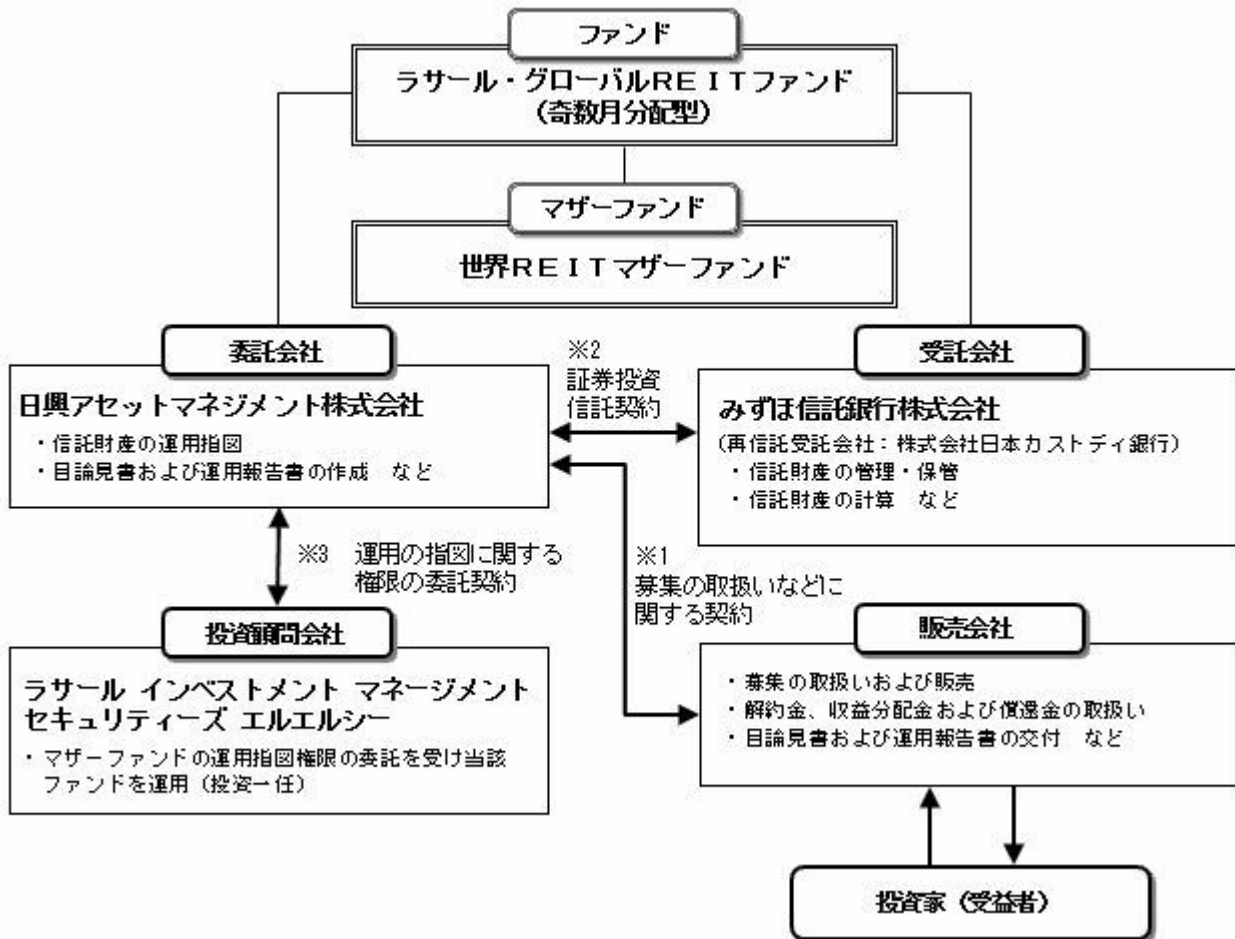 ファンド
ラサール・グローバルＲＥＩＴファンド
（奇数月分配型）
マザーファンド
世界ＲＥＩＴマザーファンド
委託会社
日興アセットマネジメント株式会社
・信託財産の運用指図
・目論見書および運用報告書の作成　など
※2
証券投資
信託契約
受託会社
みずほ信託銀行株式会社
（再信託受託会社：株式会社日本カストディ銀行）
・信託財産の管理・保管
・信託財産の計算　など
※3　運用の指図に関する
権限の委託契約
※1
募集の取扱いなどに
関する契約
投資顧問会社
ラサール インベストメント マネージメント
セキュリティーズ エルエルシー
・マザーファンドの運用指図権限の委託を受け当該
ファンドを運用（投資一任）
販売会社
・募集の取扱いおよび販売
・解約金、収益分配金および償還金の取扱い
・目論見書および運用報告書の交付　など
投資家（受益者）